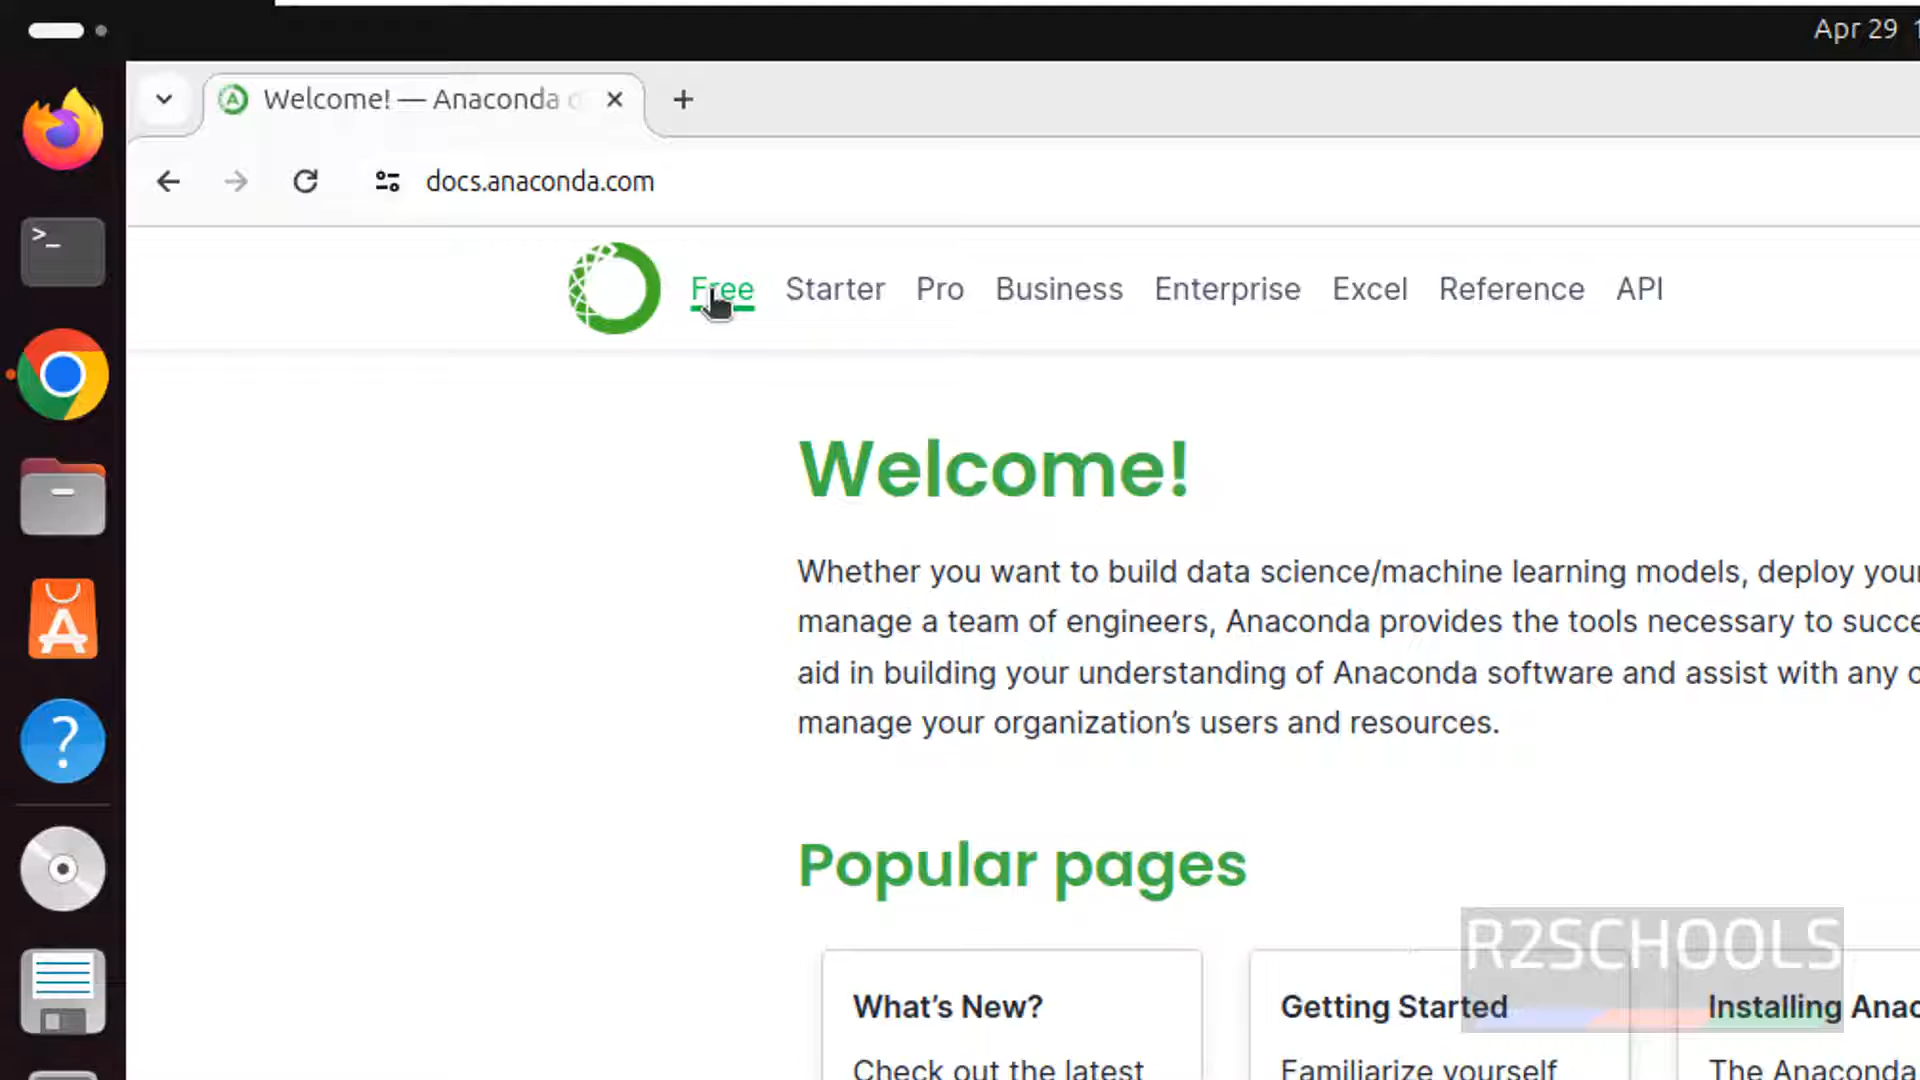 Apr 29
Welcome! — Anaconda
docs.anaconda.com
Free Starter Pro Business Enterprise Excel Reference API
Welcome!
Whether you want to build data science/machine learning models, deploy your
manage a team of engineers, Anaconda provides the tools necessary to succe
aid in building your understanding of Anaconda software and assist with any
manage your organization’s users and resources.
Popular pages
R2SCHOOLS
What’s New? Getting Started Installing Anac
Check out the latest Familiarize yourself The Anaconda